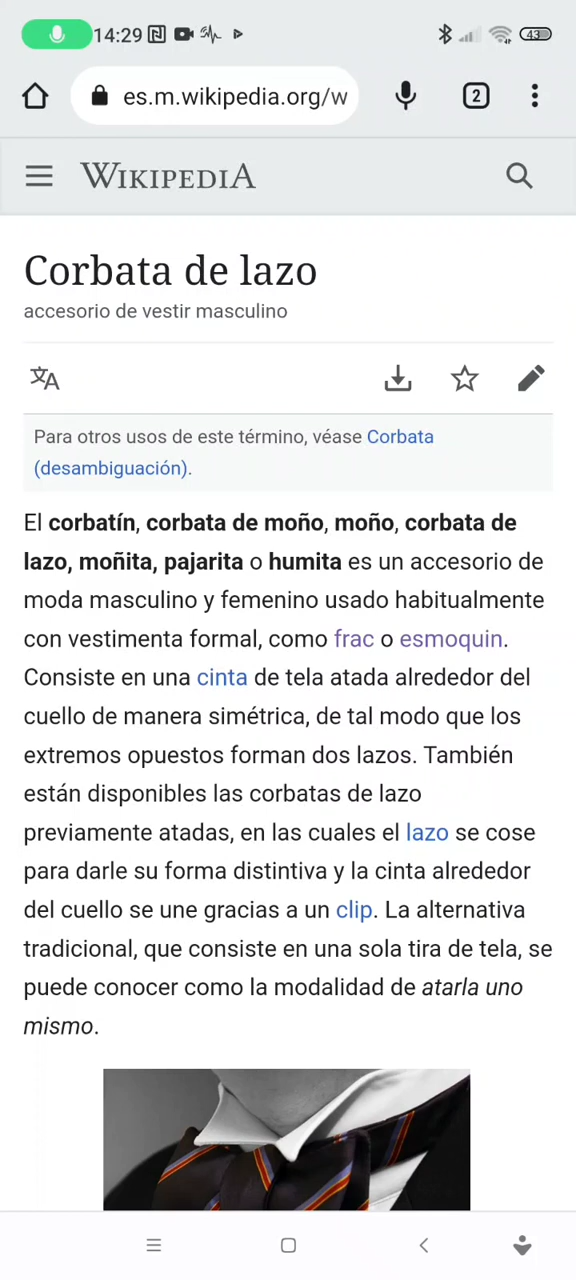 14:29
43
es.m.wikipedia.org/w
2
WIKIPEDIA
Corbata de lazo
accesorio de vestir masculino
Para otros usos de este término, véase Corbata
(desambiguación).
El corbatín, corbata de moño, moño, corbata de
lazo, moñita, pajarita o humita es un accesorio de
moda masculino y femenino usado habitualmente
con vestimenta formal, como frac o esmoquin.
Consiste en una cinta de tela atada alrededor del
cuello de manera simétrica, de tal modo que los
extremos opuestos forman dos lazos. También
están disponibles las corbatas de lazo
previamente atadas, en las cuales el lazo se cose
para darle su forma distintiva y la cinta alrededor
del cuello se une gracias a un clip. La alternativa
tradicional, que consiste en una sola tira de tela, se
puede conocer como la modalidad de atarla uno
mismo.